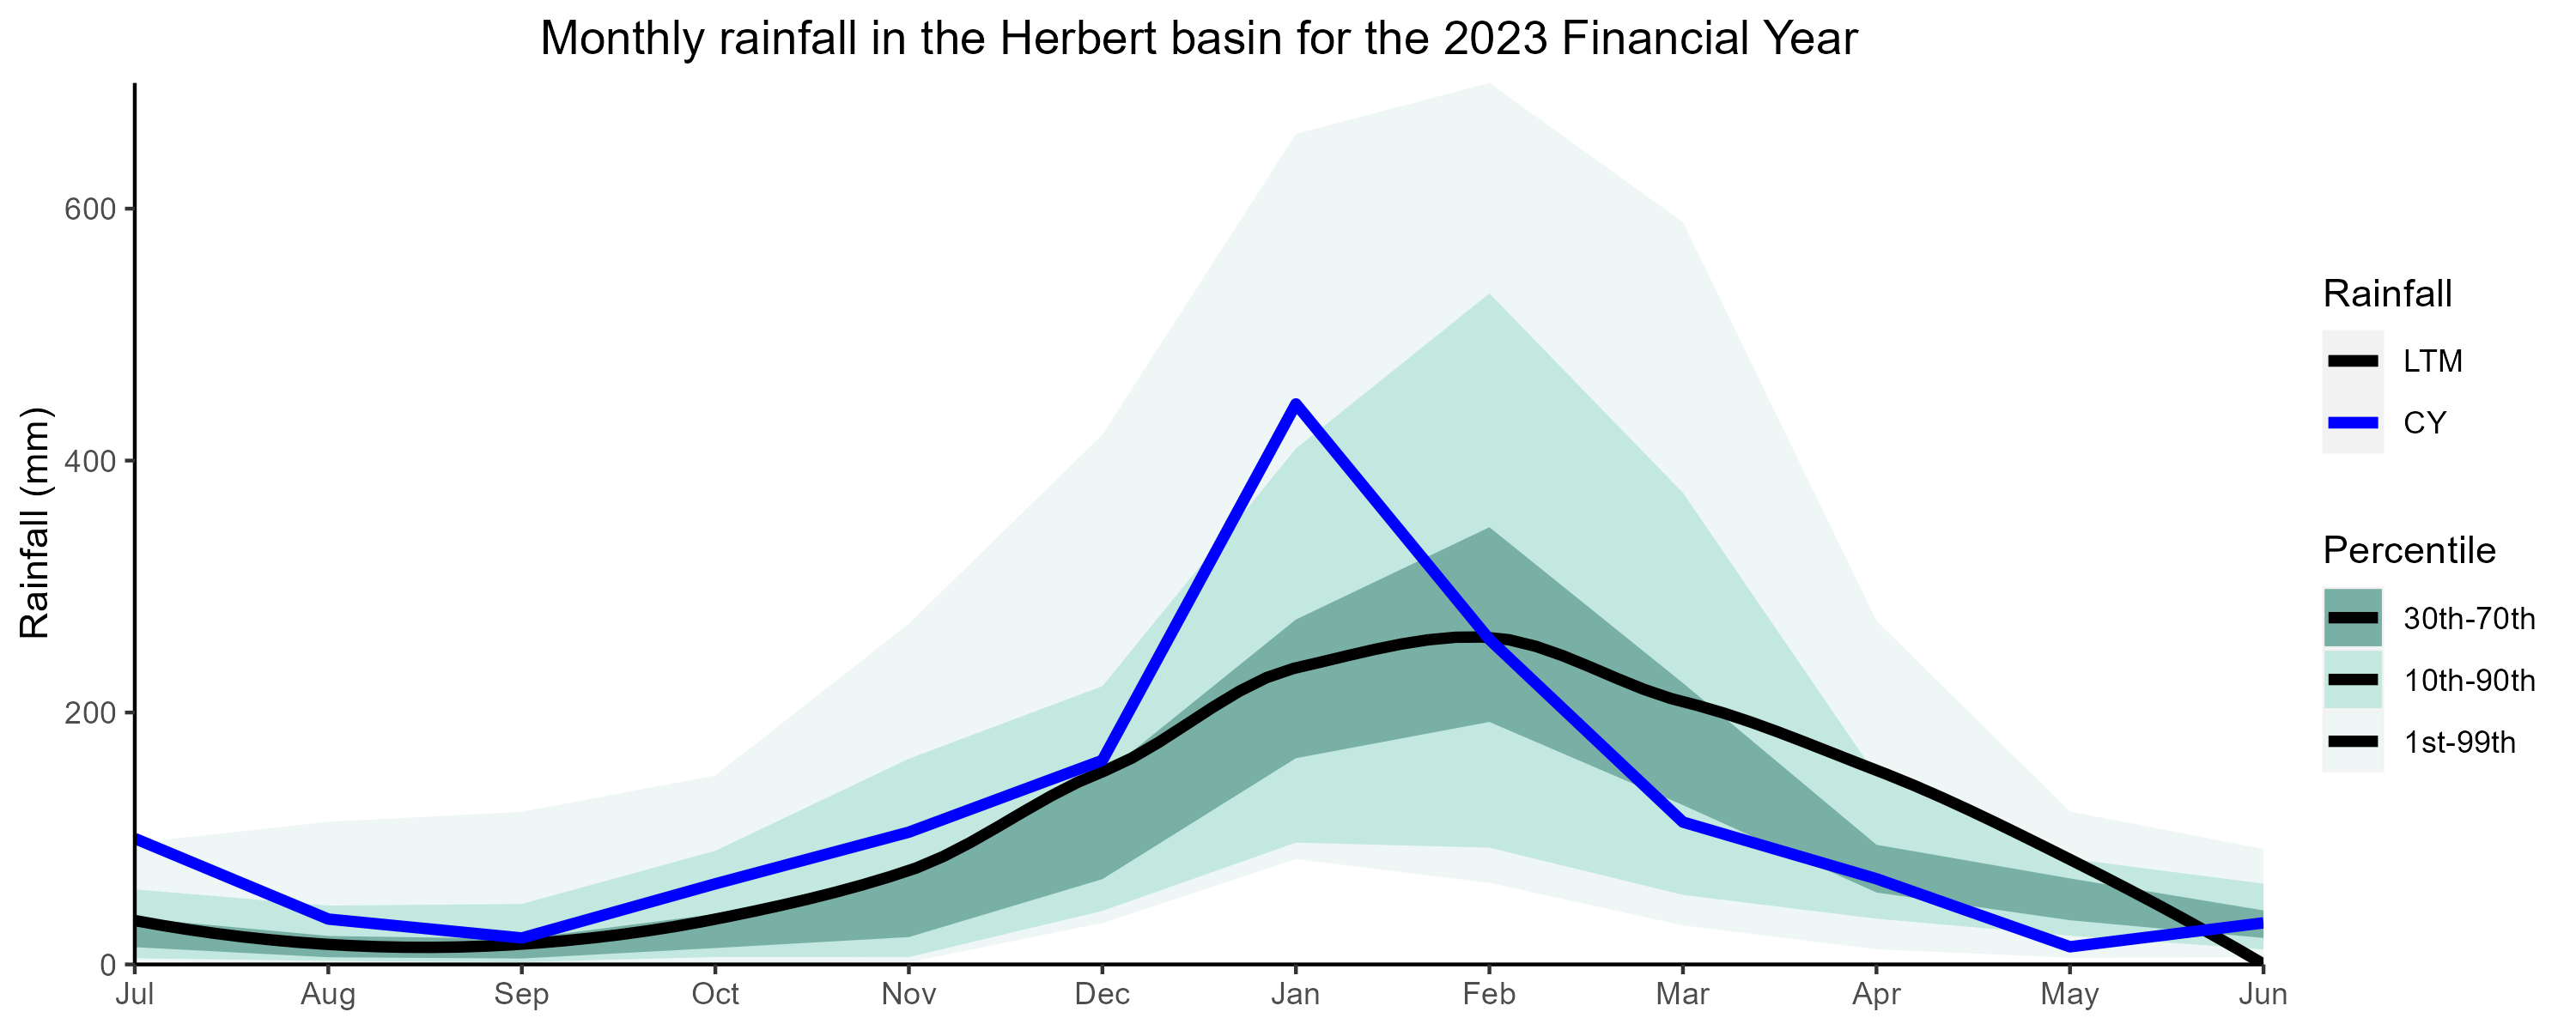 Monthly rainfall in the Herbert basin for the 2023 Financial Year
Rainfall (mm)
600
400
200
0
Jul Aug Sep Oct Nov Dec Jan Feb Mar Apr May Jun
Rainfall
LTM
CY
Percentile
30th-70th
10th-90th
1st-99th